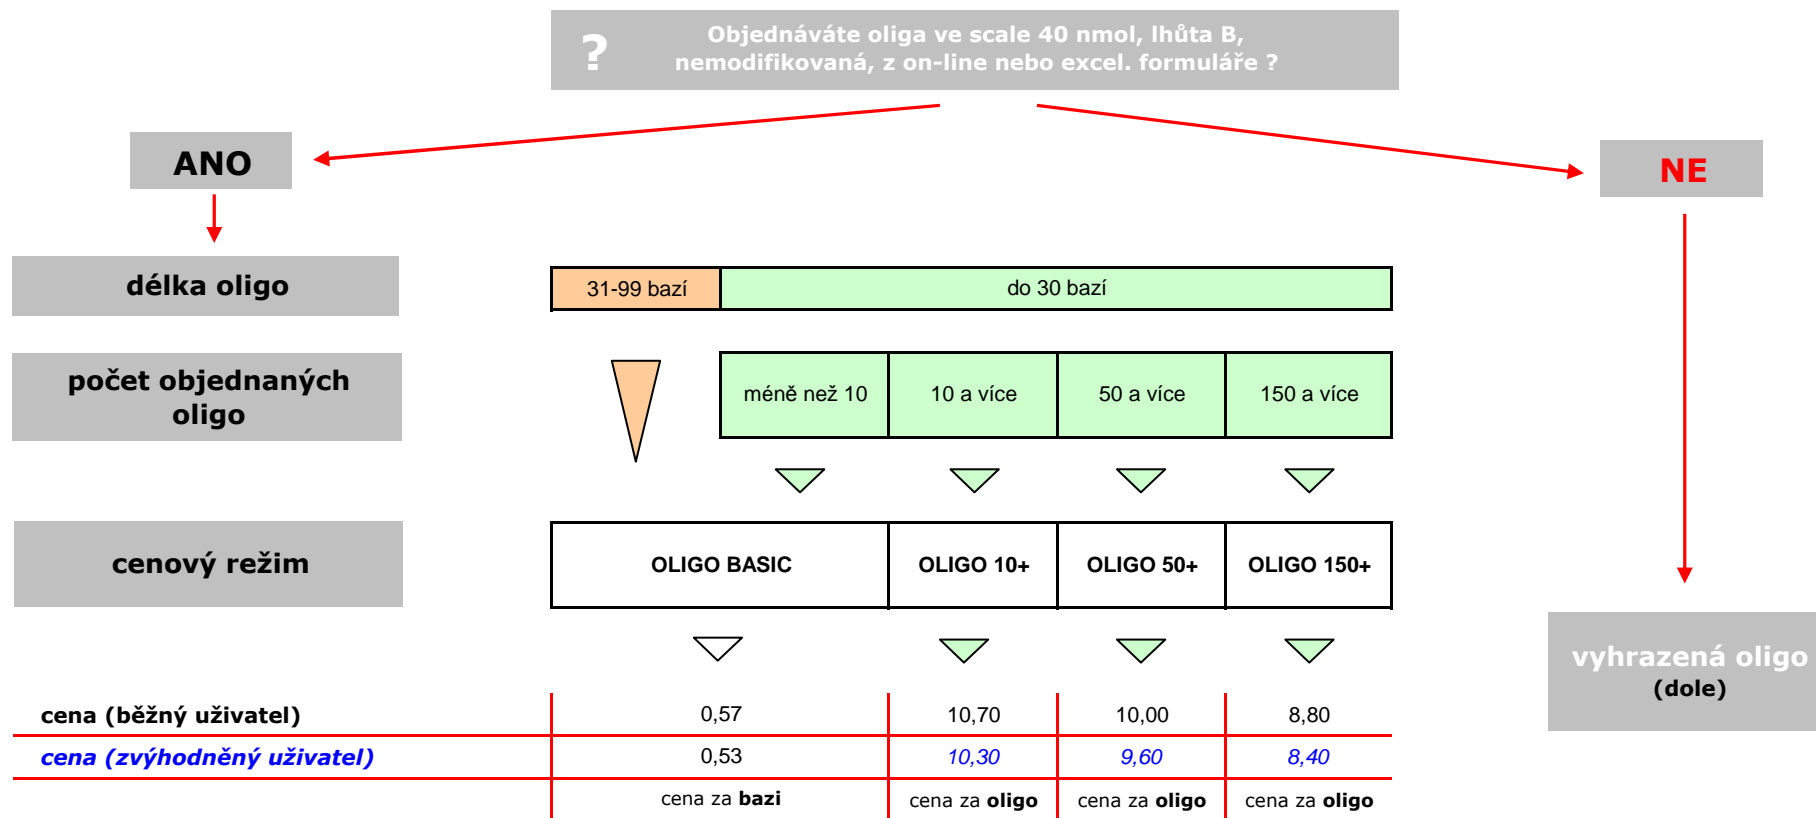 ?
Objednáváte oliga ve scale 40 nmol, lhůta B,
nemodifikovaná, z on-line nebo excel. formuláře ?
ANO
NE
délka oligo
31-99 bazí
do 30 bazí
počet objednaných
oligo
méně než 10
10 a více
50 a více
150 a více
cenový režim
OLIGO BASIC
OLIGO 10+
OLIGO 50+
OLIGO 150+
vyhrazená oligo
(dole)
cena (běžný uživatel)
0,57
10,70
10,00
8,80
cena (zvýhodněný uživatel)
0,53
10,30
9,60
8,40
cena za bazi
cena za oligo
cena za oligo
cena za oligo